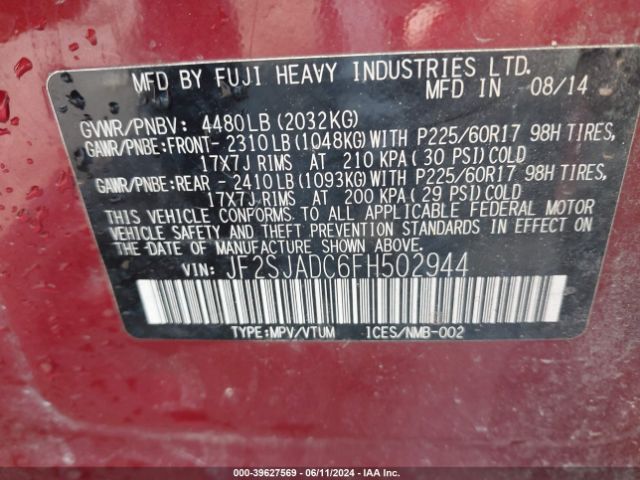 MFD BY FUJI HEAVY INDUSTRIES LTD.
MFD IN 08/14
GVWR/PNBV: 4480LB (2032KG)
GAWR/PNBE:FRONT- 2310LB(1048KG)WITH P225/60R17 98H TIRES,
17X7J RIMS AT 210 KPA( 30 PSI)COLD
GAWR/PNBE:REAR - 2410LB(1093KG)WITH P225/60R17 98H TIRES,
17X7J RIMS AT 200 KPA( 29 PSI)COLD
THIS VEHICLE CONFORMS TO ALL APPLICABLE FEDERAL MOTOR
VEHICLE SAFETY AND THEFT PREVENTION STANDARDS IN EFFECT ON
THE DATE OF MANUFACTURE SHOWN ABOVE.
VIN: JF2SJADC6FH502944
TYPE:MPV/VTUM ICES/NMB-002
000-39627569 - 06/11/2024 - IAA Inc.